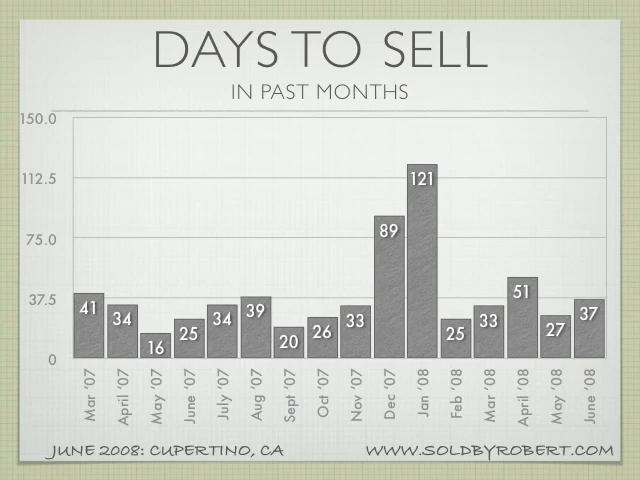 DAYS TO SELL
IN PAST MONTHS
150.0
112.5
75.0
37.5
0
41 34 16 25 34 39 20 26 33 89 121 25 33 51 27 37
Mar '07 April '07 May '07 June '07 July '07 Aug '07 Sept '07 Oct '07 Nov '07 Dec '07 Jan '08 Feb '08 Mar '08 April '08 May '08 June '08
JUNE 2008: CUPERTINO, CA WWW.SOLDBYROBERT.COM